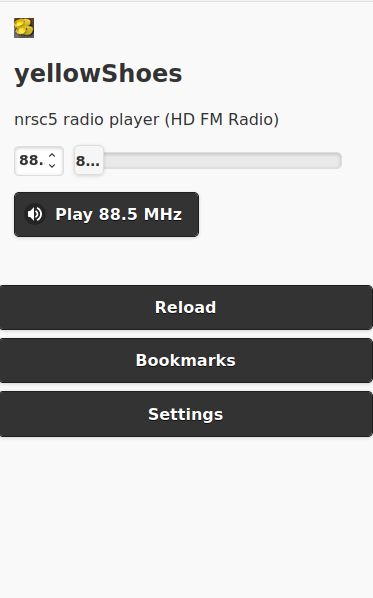 yellowShoes
nrsc5 radio player (HD FM Radio)
88. 8...
Play 88.5 MHz
Reload
Bookmarks
Settings